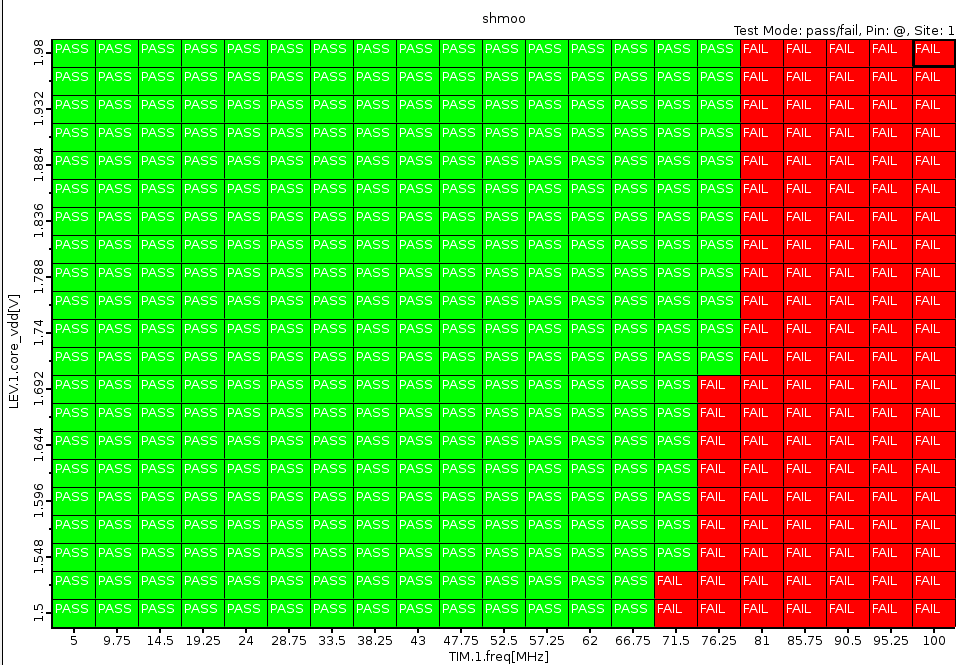 shmoo
Test Mode: pass/fail, Pin: @, Site: 1
LEV.1.core_vdd[V]
1.98 PASS PASS PASS PASS PASS PASS PASS PASS PASS PASS PASS PASS PASS PASS PASS PASS FAIL FAIL FAIL FAIL FAIL
PASS PASS PASS PASS PASS PASS PASS PASS PASS PASS PASS PASS PASS PASS PASS PASS FAIL FAIL FAIL FAIL FAIL
1.932 PASS PASS PASS PASS PASS PASS PASS PASS PASS PASS PASS PASS PASS PASS PASS PASS FAIL FAIL FAIL FAIL FAIL
PASS PASS PASS PASS PASS PASS PASS PASS PASS PASS PASS PASS PASS PASS PASS PASS FAIL FAIL FAIL FAIL FAIL
1.884 PASS PASS PASS PASS PASS PASS PASS PASS PASS PASS PASS PASS PASS PASS PASS PASS FAIL FAIL FAIL FAIL FAIL
PASS PASS PASS PASS PASS PASS PASS PASS PASS PASS PASS PASS PASS PASS PASS PASS FAIL FAIL FAIL FAIL FAIL
1.836 PASS PASS PASS PASS PASS PASS PASS PASS PASS PASS PASS PASS PASS PASS PASS PASS FAIL FAIL FAIL FAIL FAIL
PASS PASS PASS PASS PASS PASS PASS PASS PASS PASS PASS PASS PASS PASS PASS PASS FAIL FAIL FAIL FAIL FAIL
1.788 PASS PASS PASS PASS PASS PASS PASS PASS PASS PASS PASS PASS PASS PASS PASS PASS FAIL FAIL FAIL FAIL FAIL
PASS PASS PASS PASS PASS PASS PASS PASS PASS PASS PASS PASS PASS PASS PASS PASS FAIL FAIL FAIL FAIL FAIL
1.74 PASS PASS PASS PASS PASS PASS PASS PASS PASS PASS PASS PASS PASS PASS PASS PASS FAIL FAIL FAIL FAIL FAIL
PASS PASS PASS PASS PASS PASS PASS PASS PASS PASS PASS PASS PASS PASS PASS PASS FAIL FAIL FAIL FAIL FAIL
1.692 PASS PASS PASS PASS PASS PASS PASS PASS PASS PASS PASS PASS PASS PASS PASS FAIL FAIL FAIL FAIL FAIL FAIL
PASS PASS PASS PASS PASS PASS PASS PASS PASS PASS PASS PASS PASS PASS PASS FAIL FAIL FAIL FAIL FAIL FAIL
1.644 PASS PASS PASS PASS PASS PASS PASS PASS PASS PASS PASS PASS PASS PASS PASS FAIL FAIL FAIL FAIL FAIL FAIL
PASS PASS PASS PASS PASS PASS PASS PASS PASS PASS PASS PASS PASS PASS PASS FAIL FAIL FAIL FAIL FAIL FAIL
1.596 PASS PASS PASS PASS PASS PASS PASS PASS PASS PASS PASS PASS PASS PASS PASS FAIL FAIL FAIL FAIL FAIL FAIL
PASS PASS PASS PASS PASS PASS PASS PASS PASS PASS PASS PASS PASS PASS PASS FAIL FAIL FAIL FAIL FAIL FAIL
1.548 PASS PASS PASS PASS PASS PASS PASS PASS PASS PASS PASS PASS PASS PASS PASS FAIL FAIL FAIL FAIL FAIL FAIL
PASS PASS PASS PASS PASS PASS PASS PASS PASS PASS PASS PASS PASS PASS FAIL FAIL FAIL FAIL FAIL FAIL FAIL
1.5 PASS PASS PASS PASS PASS PASS PASS PASS PASS PASS PASS PASS PASS PASS FAIL FAIL FAIL FAIL FAIL FAIL FAIL
5 9.75 14.5 19.25 24 28.75 33.5 38.25 43 47.75 52.5 57.25 62 66.75 71.5 76.25 81 85.75 90.5 95.25 100
TIM.1.freq[MHz]